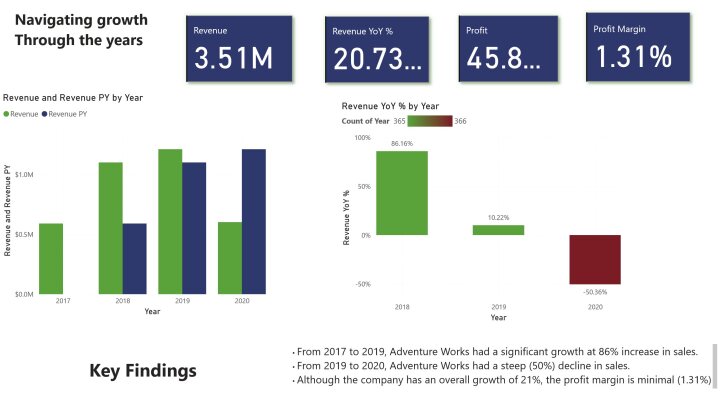 Navigating growth
Through the years
Revenue
3.51M
Revenue YoY %
20.73...
Profit
45.8...
Profit Margin
1.31%
Revenue and Revenue PY by Year
Revenue Revenue PY
Revenue and Revenue PY
$1.0M
$0.5M
$0.0M
2017 2018 2019 2020
Year
Revenue YoY % by Year
Count of Year 365 366
Revenue YoY %
100%
50%
0%
-50%
86.16%
10.22%
-50.36%
2018 2019 2020
Year
Key Findings
• From 2017 to 2019, Adventure Works had a significant growth at 86% increase in sales.
• From 2019 to 2020, Adventure Works had a steep (50%) decline in sales.
• Although the company has an overall growth of 21%, the profit margin is minimal (1.31%)